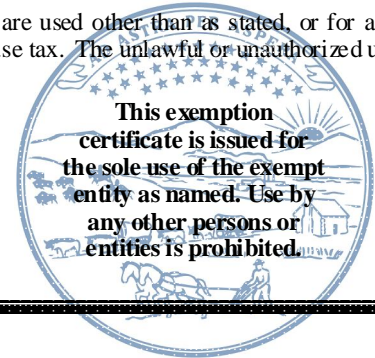 are used other than as stated, or for a
se tax. The unlawful or unauthorized u
This exemption
certificate is issued for
the sole use of the exempt
entity as named. Use by
any other persons or
entities is prohibited.